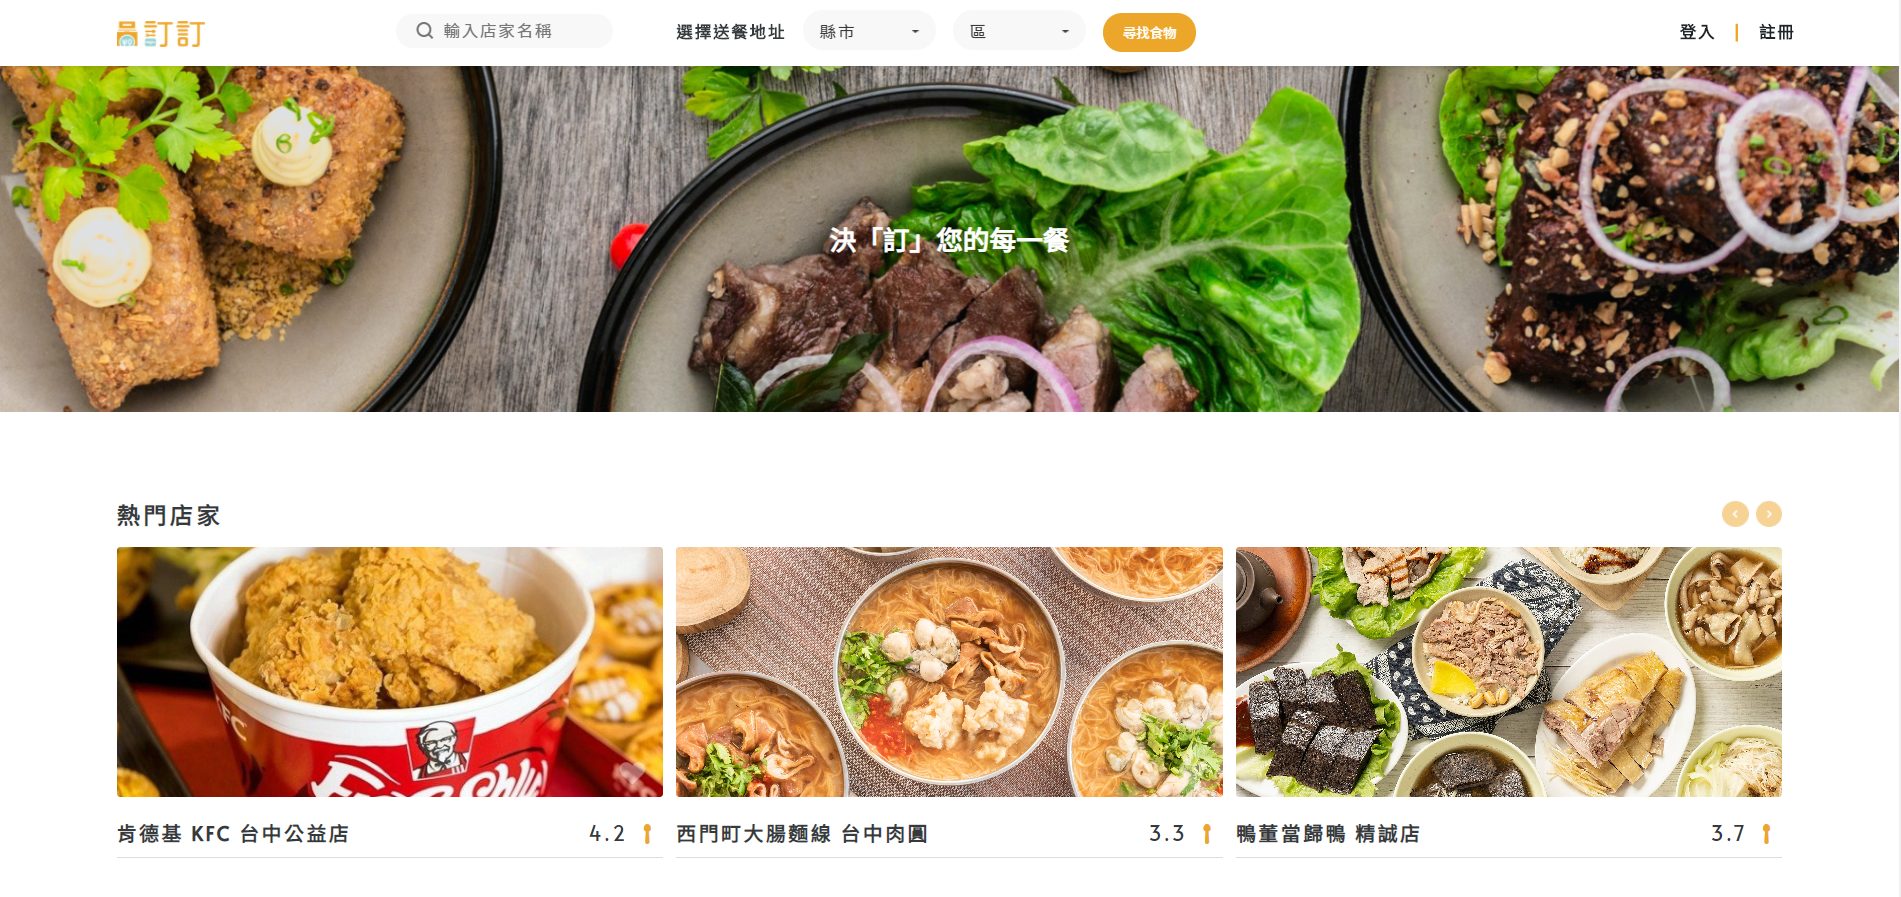 訂訂
輸入店家名稱
選擇送餐地址
縣市
區
尋找食物
登入
註冊
決「訂」您的每一餐
熱門店家
KFC
肯德基 KFC 台中公益店
4.2
西門町大腸麵線 台中肉圓
3.3
鴨董當歸鴨 精誠店
3.7